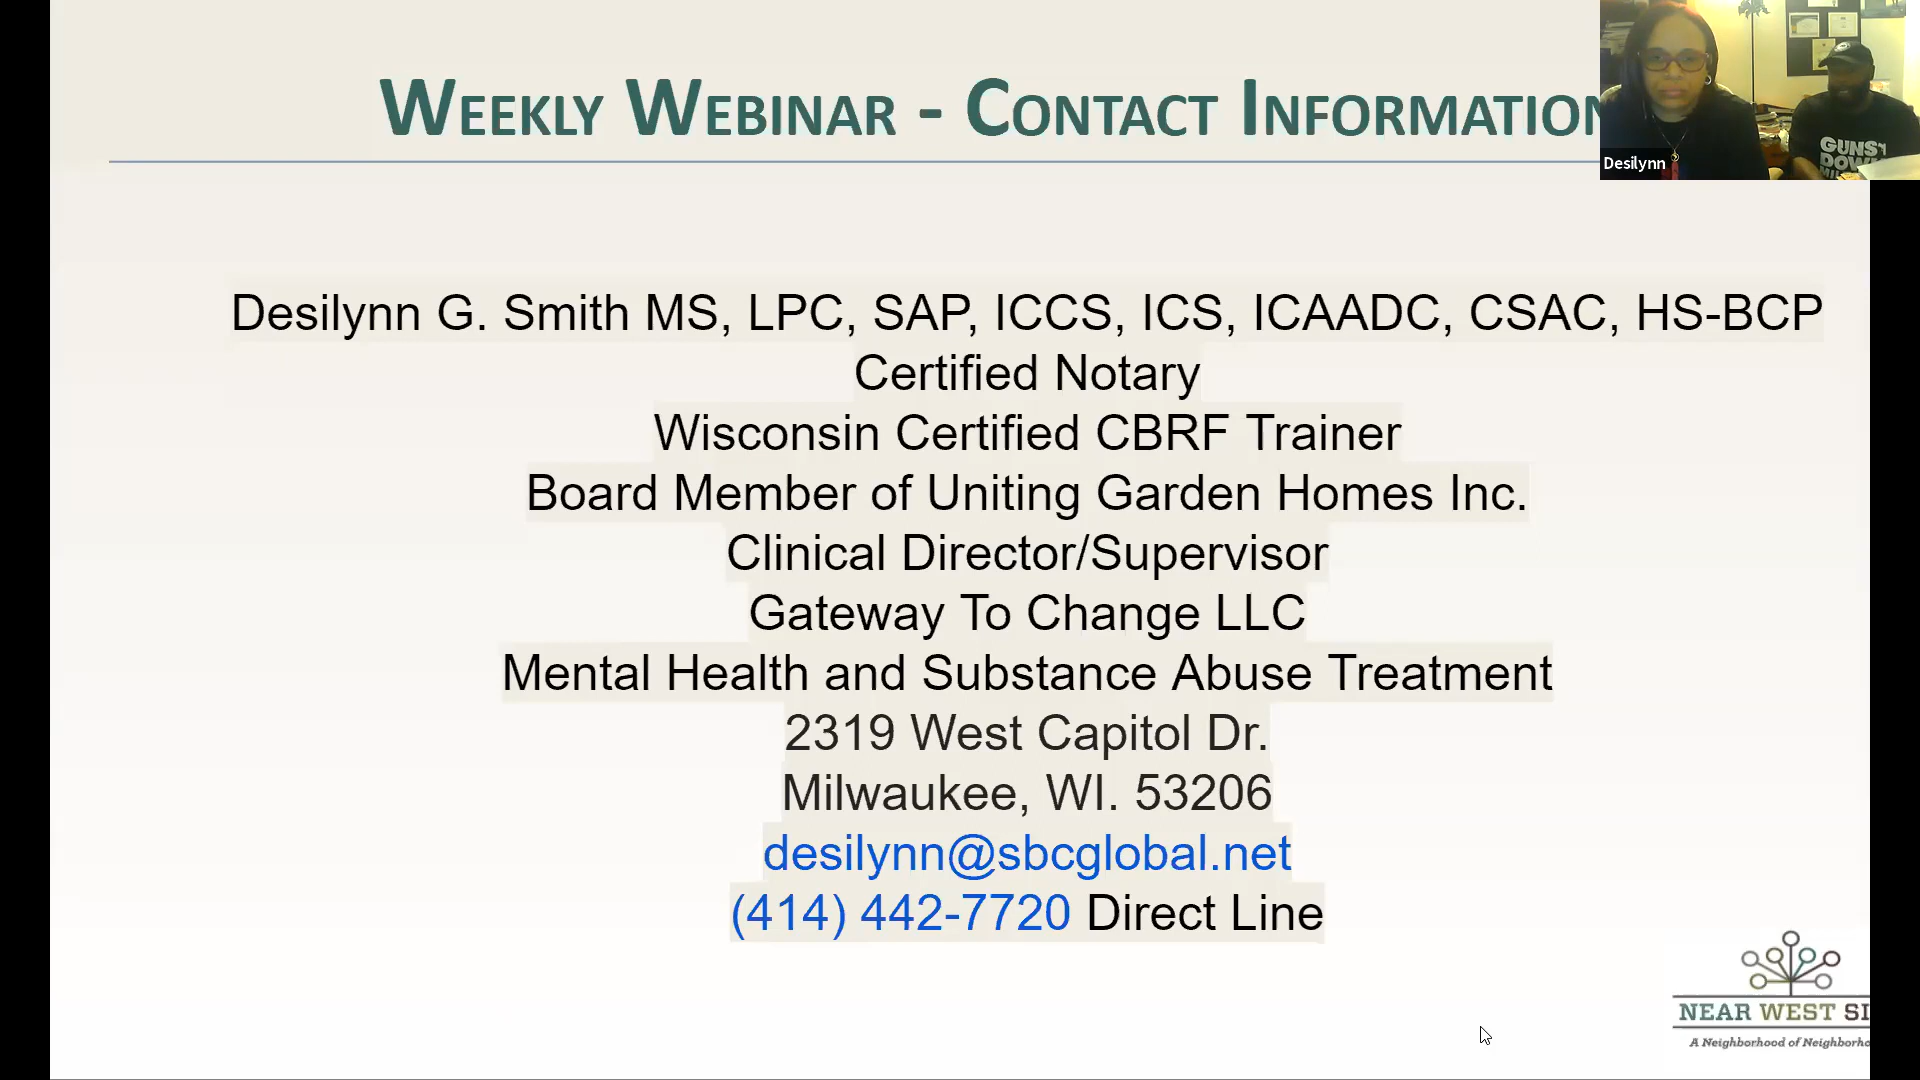 WEEKLY WEBINAR - CONTACT INFORMATION
Desilynn
GUNS
DOWN
Desilynn G. Smith MS, LPC, SAP, ICCS, ICS, ICAADC, CSAC, HS-BCP
Certified Notary
Wisconsin Certified CBRF Trainer
Board Member of Uniting Garden Homes Inc.
Clinical Director/Supervisor
Gateway To Change LLC
Mental Health and Substance Abuse Treatment
2319 West Capitol Dr.
Milwaukee, WI. 53206
desilynn@sbcglobal.net
(414) 442-7720 Direct Line
NEAR WEST SI
A Neighborhood of Neighborho